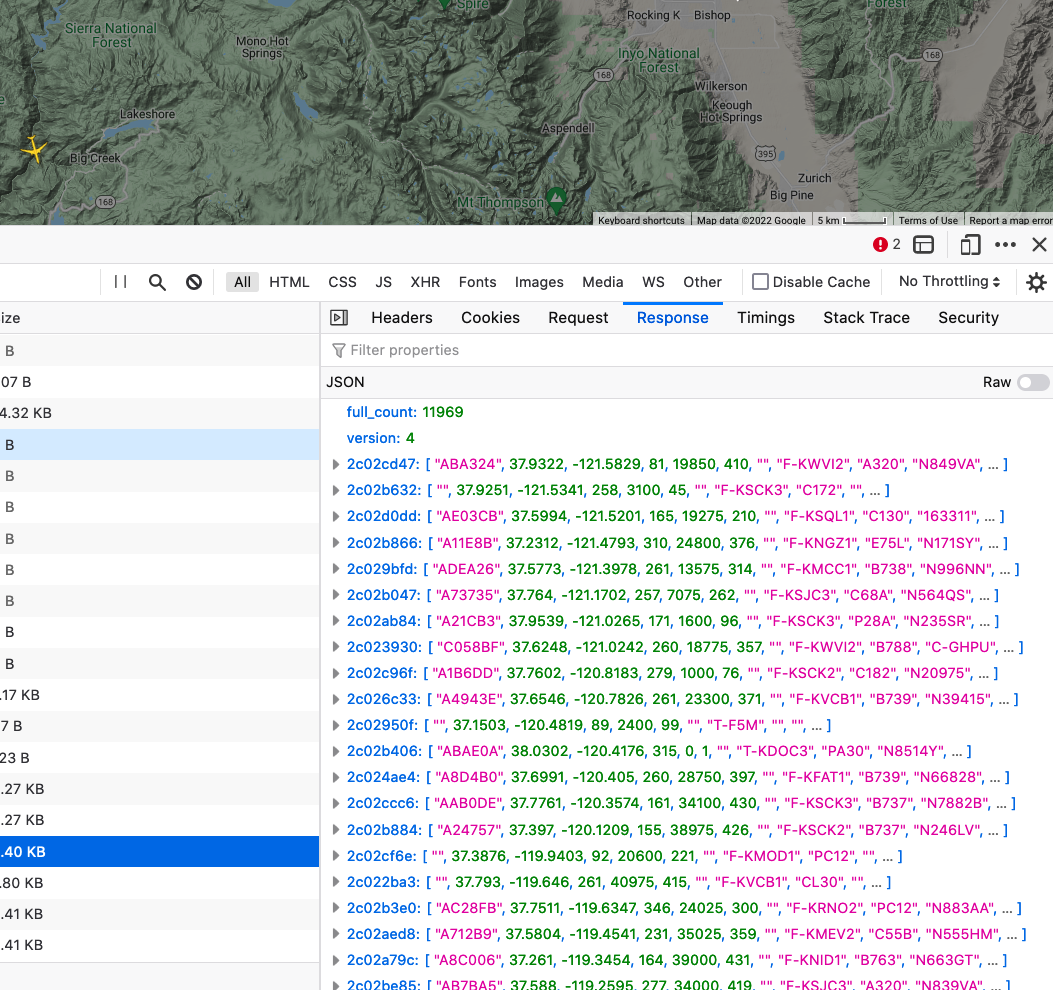 Spire
Forest
Rocking K Bishop
Sierra National
Forest
Mono Hot
Springs
Inyo National
Forest
168
168
Wilkerson
Keough
Hot Springs
Lakeshore
Aspendell
395
Big Creek
Zurich
Big Pine
168
Mt Thompson
Keyboard shortcuts Map data ©2022 Google 5 km Terms of Use Report a map error
2
All HTML CSS JS XHR Fonts Images Media WS Other Disable Cache No Throttling
ize Headers Cookies Request Response Timings Stack Trace Security
B Filter properties
07 B JSON Raw
4.32 KB full_count: 11969
B version: 4
2c02cd47: [ "ABA324", 37.9322, -121.5829, 81, 19850, 410, "", "F-KWVI2", "A320", "N849VA", … ]
B 2c02b632: [ "", 37.9251, -121.5341, 258, 3100, 45, "", "F-KSCK3", "C172", "", … ]
B 2c02d0dd: [ "AE03CB", 37.5994, -121.5201, 165, 19275, 210, "", "F-KSQL1", "C130", "163311", … ]
B 2c02b866: [ "A11E8B", 37.2312, -121.4793, 310, 24800, 376, "", "F-KNGZ1", "E75L", "N171SY", … ]
B 2c029bfd: [ "ADEA26", 37.5773, -121.3978, 261, 13575, 314, "", "F-KMCC1", "B738", "N996NN", … ]
B 2c02b047: [ "A73735", 37.764, -121.1702, 257, 7075, 262, "", "F-KSJC3", "C68A", "N564QS", … ]
B 2c02ab84: [ "A21CB3", 37.9539, -121.0265, 171, 1600, 96, "", "F-KSCK3", "P28A", "N235SR", … ]
B 2c023930: [ "C058BF", 37.6248, -121.0242, 260, 18775, 357, "", "F-KWVI2", "B788", "C-GHPU", … ]
.17 KB 2c02c96f: [ "A1B6DD", 37.7602, -120.8183, 279, 1000, 76, "", "F-KSCK2", "C182", "N20975", … ]
2c026c33: [ "A4943E", 37.6546, -120.7826, 261, 23300, 371, "", "F-KVCB1", "B739", "N39415", … ]
7 B 2c02950f: [ "", 37.1503, -120.4819, 89, 2400, 99, "", "T-F5M", "", "", … ]
23 B 2c02b406: [ "ABAE0A", 38.0302, -120.4176, 315, 0, 1, "", "T-KDOC3", "PA30", "N8514Y", … ]
.27 KB 2c024ae4: [ "A8D4B0", 37.6991, -120.405, 260, 28750, 397, "", "F-KFAT1", "B739", "N66828", … ]
.27 KB 2c02ccc6: [ "AAB0DE", 37.7761, -120.3574, 161, 34100, 430, "", "F-KSCK3", "B737", "N7882B", … ]
2c02b884: [ "A24757", 37.397, -120.1209, 155, 38975, 426, "", "F-KSCK2", "B737", "N246LV", … ]
.40 KB 2c02cf6e: [ "", 37.3876, -119.9403, 92, 20600, 221, "", "F-KMOD1", "PC12", "", … ]
.80 KB 2c022ba3: [ "", 37.793, -119.646, 261, 40975, 415, "", "F-KVCB1", "CL30", "", … ]
.41 KB 2c02b3e0: [ "AC28FB", 37.7511, -119.6347, 346, 24025, 300, "", "F-KRNO2", "PC12", "N883AA", … ]
.41 KB 2c02aed8: [ "A712B9", 37.5804, -119.4541, 231, 35025, 359, "", "F-KMEV2", "C55B", "N555HM", … ]
2c02a79c: [ "A8C006", 37.261, -119.3454, 164, 39000, 431, "", "F-KNID1", "B763", "N663GT", … ]
2c02be85: [ "AB7BA5", 37.588, -119.2595, 277, 34000, 419, "", "F-KSJC3", "A320", "N839VA", … ]